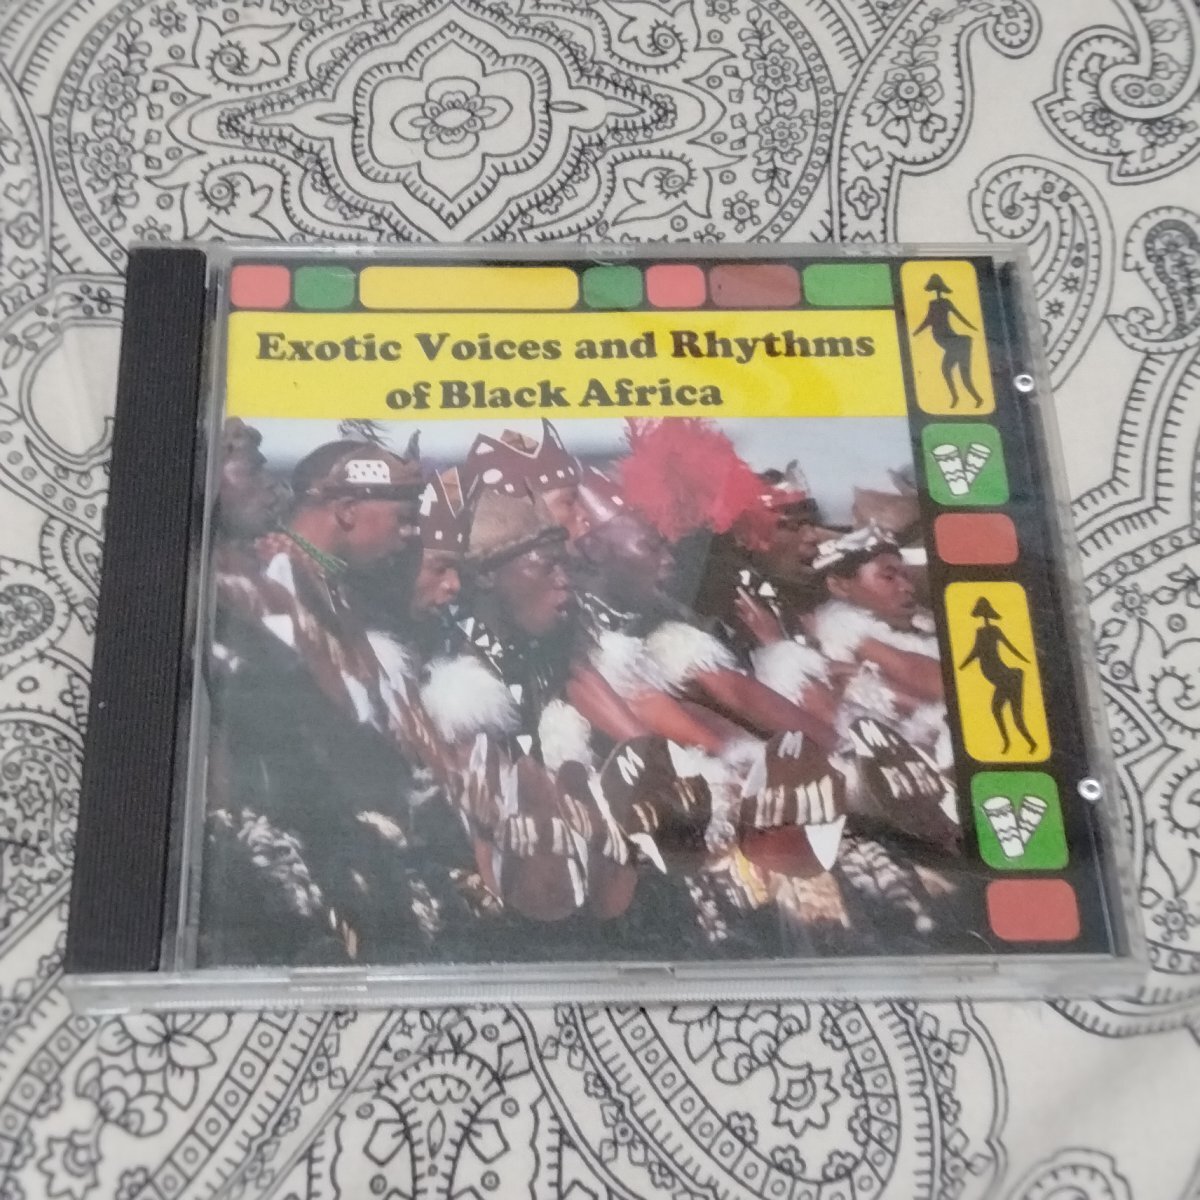 Exotic Voices and Rhythms
of Black Africa